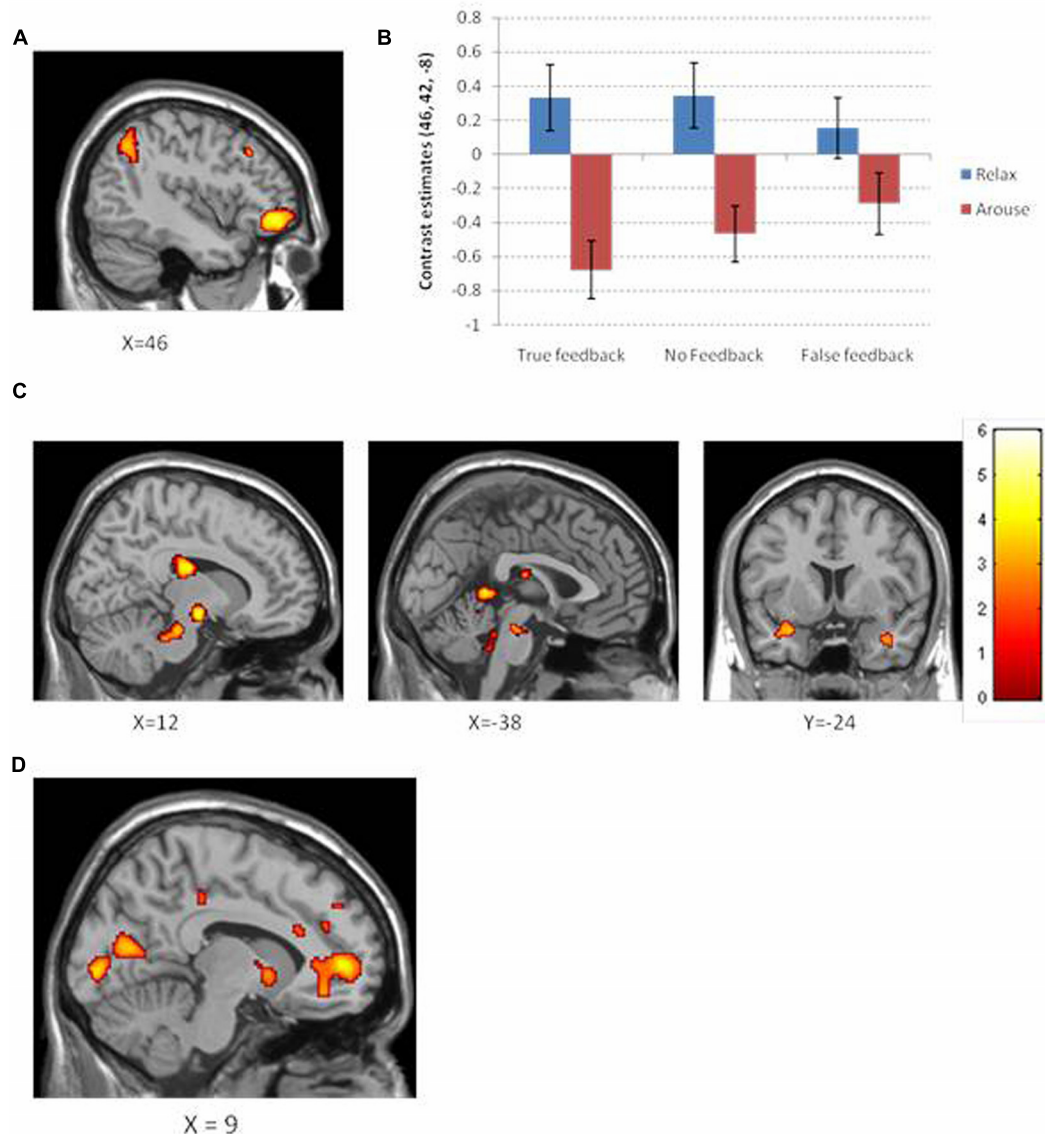 A
X=46
B
Contrast estimates (46, 42, -8)
0.8
0.6
0.4
0.2
0
-0.2
-0.4
-0.6
-0.8
-1
True feedback No Feedback False feedback
Relax
Arouse
C
X=12 X=-38 Y=-24
6
5
4
3
2
1
0
D
X = 9